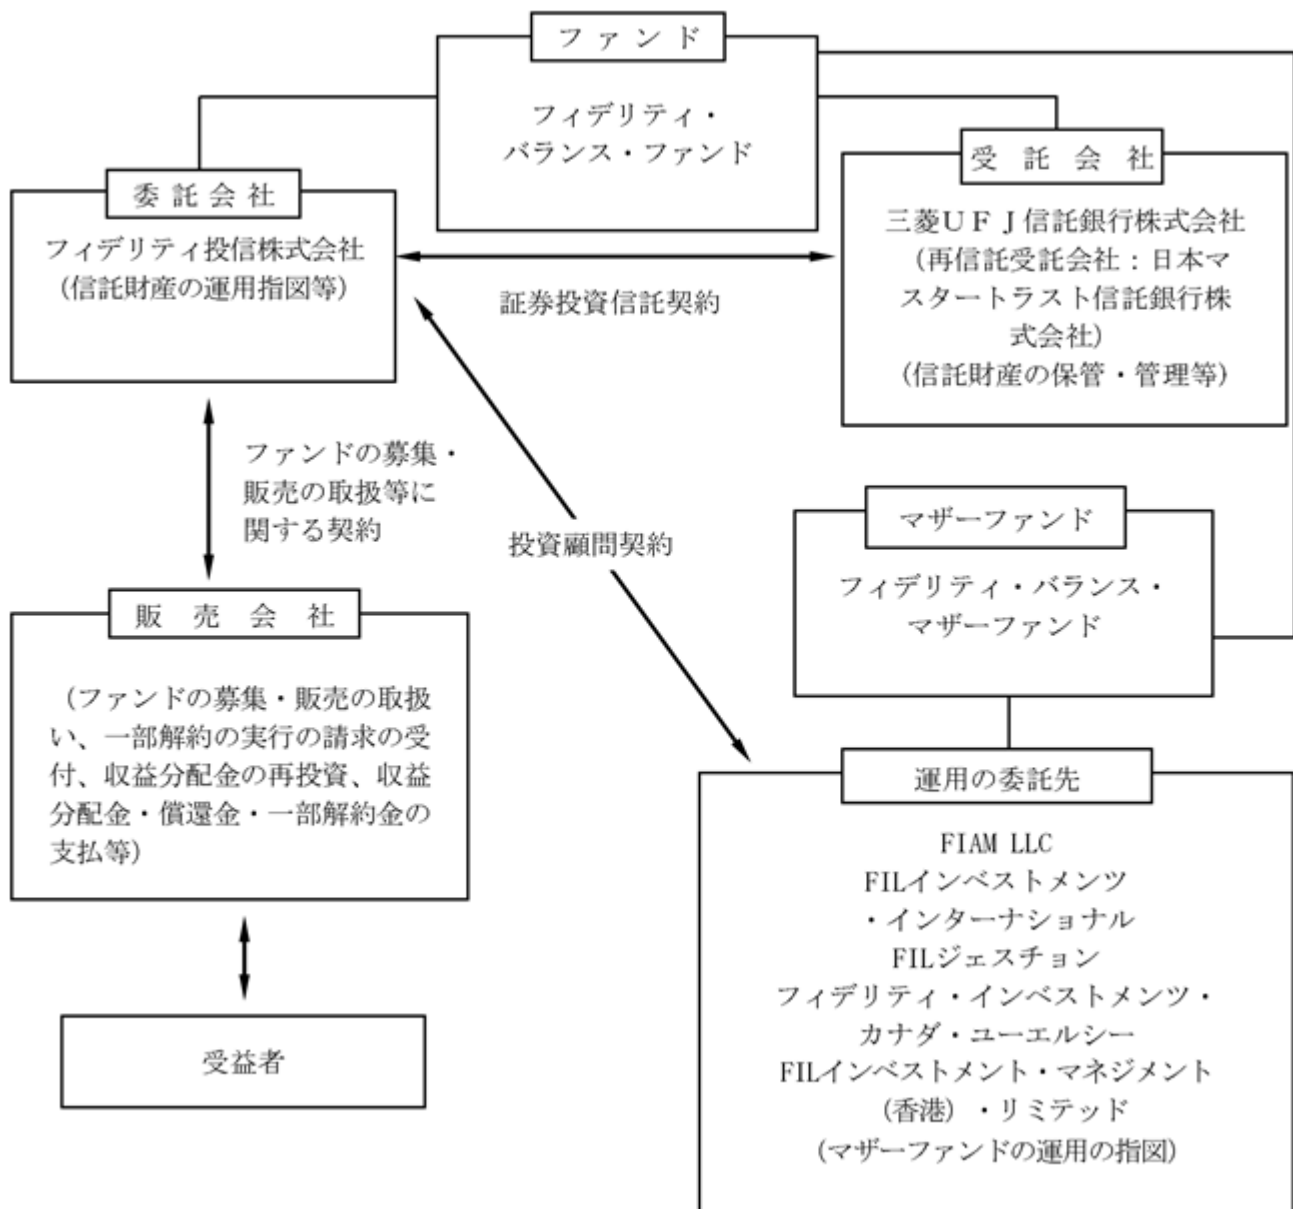 ファンド
フィデリティ・
バランス・ファンド
委託会社
フィデリティ投信株式会社
(信託財産の運用指図等)
受託会社
三菱ＵＦＪ信託銀行株式会社
(再信託受託会社：日本マ
スタートラスト信託銀行株
式会社)
(信託財産の保管・管理等)
証券投資信託契約
ファンドの募集・
販売の取扱等に
関する契約
投資顧問契約
マザーファンド
フィデリティ・バランス・
マザーファンド
販売会社
(ファンドの募集・販売の取扱
い、一部解約の実行の請求の受
付、収益分配金の再投資、収益
分配金・償還金・一部解約金の
支払等)
運用の委託先
FIAM LLC
FILインベストメンツ
・インターナショナル
FILジェスチョン
フィデリティ・インベストメンツ・
カナダ・ユーエルシー
FILインベストメント・マネジメント
(香港)・リミテッド
(マザーファンドの運用の指図)
受益者